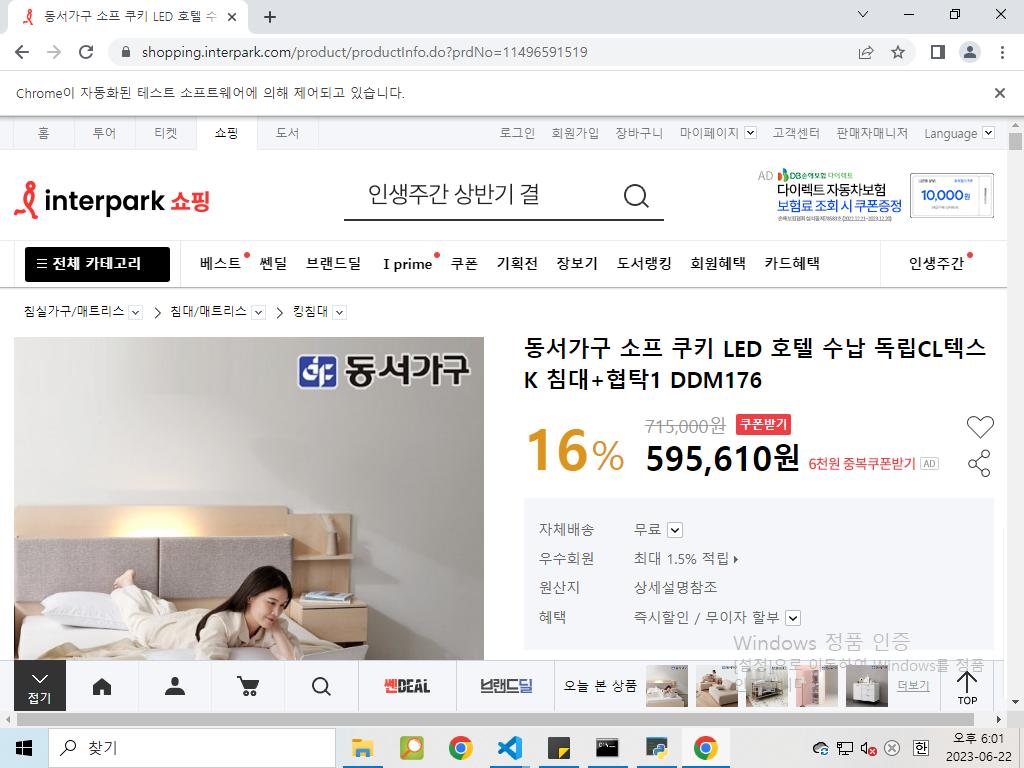 동서가구 소프 쿠키 LED 호텔 수
shopping.interpark.com/product/productInfo.do?prdNo=11496591519
Chrome이 자동화된 테스트 소프트웨어에 의해 제어되고 있습니다.
홈 투어 티켓 쇼핑 도서 로그인 회원가입 장바구니 마이페이지 고객센터 판매자매니저 Language
interpark 쇼핑
인생주간 상반기 결
AD DB손해보험 다이렉트
다이렉트 자동차보험
보험료 조회 시 쿠폰증정
10,000원
전체 카테고리 베스트 쎈딜 브랜드딜 I prime 쿠폰 기획전 장보기 도서랭킹 회원혜택 카드혜택 인생주간
침실가구/매트리스 침대/매트리스 킹침대
동서가구
동서가구 소프 쿠키 LED 호텔 수납 독립CL텍스
K 침대+협탁1 DDM176
16% 715,000원 쿠폰받기
595,610원 6천원 중복쿠폰받기 AD
자체배송 무료
우수회원 최대 1.5% 적립
원산지 상세설명참조
혜택 즉시할인 / 무이자 할부
Windows 정품 인증
[설정]으로 이동하여 Windows를 정품
접기 쎈DEAL 브랜드딜 오늘 본 상품 더보기 TOP
찾기
한
오후 6:01
2023-06-22